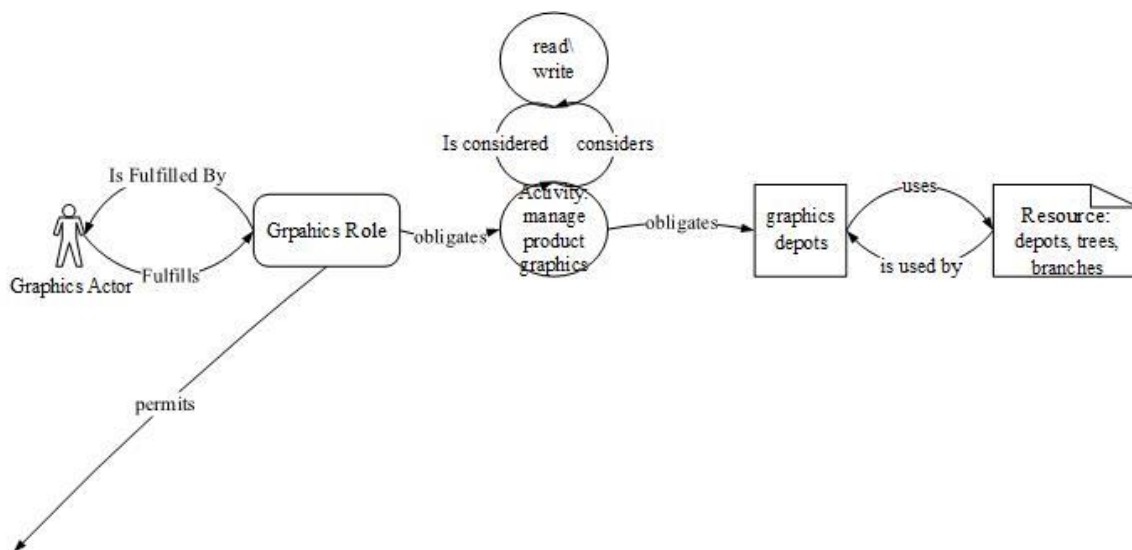 read\
write
Is considered
considers
Is Fulfilled By
Grpahics Role
Fulfills
Graphics Actor
obligates
Activity:
manage
product
graphics
obligates
graphics
depots
uses
is used by
Resource:
depots, trees,
branches
permits